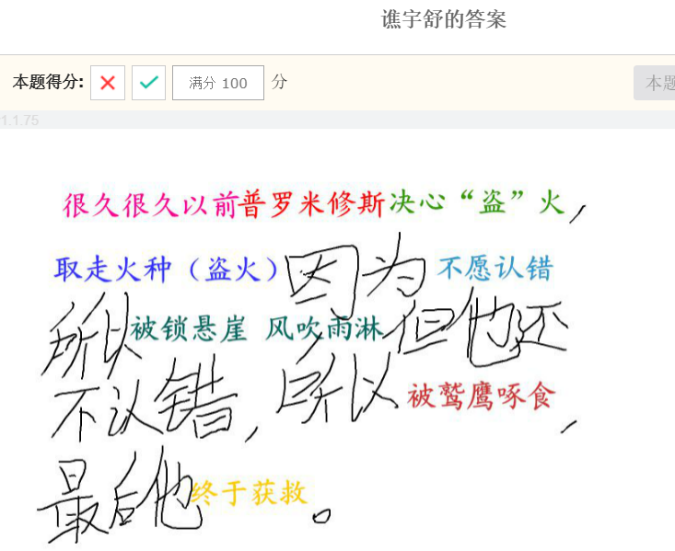 谯宇舒的答案
本题得分: 满分 100 分 本题
1.1.75
很久很久以前普罗米修斯决心“盗”火，
取走火种（盗火）因为不愿认错
所以被锁悬崖 风吹雨淋 但他还
不认错，所以被鹫鹰啄食，
最后他终于获救。